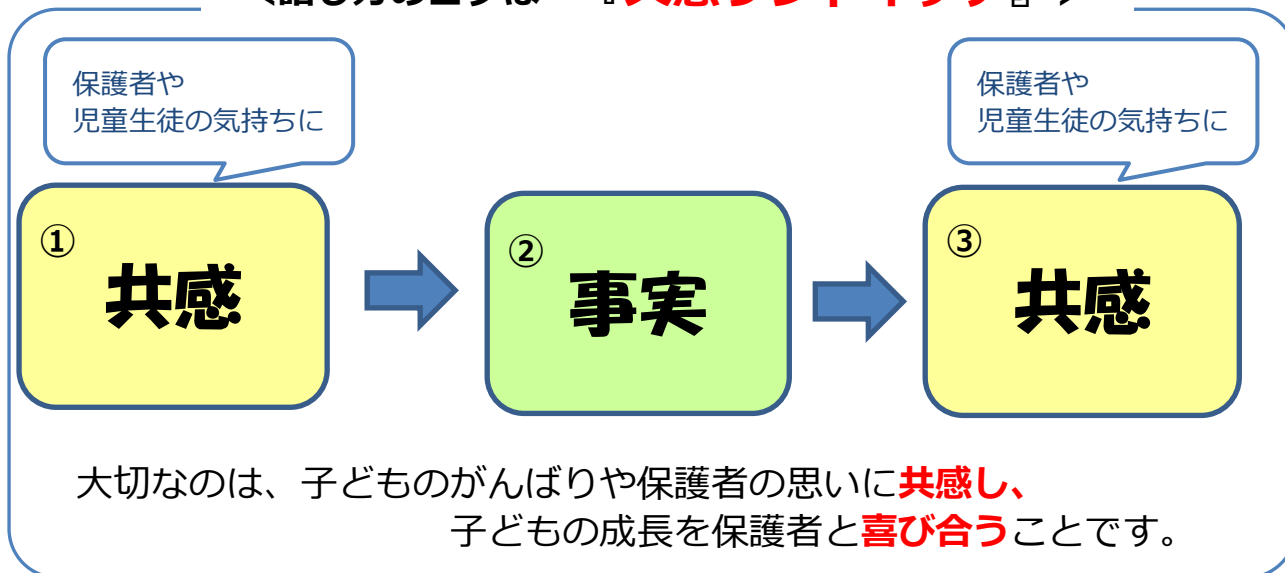 保護者や
児童生徒の気持ちに
保護者や
児童生徒の気持ちに
①
共感
②
事実
③
共感
大切なのは、子どものがんばりや保護者の思いに共感し、
子どもの成長を保護者と喜び合うことです。